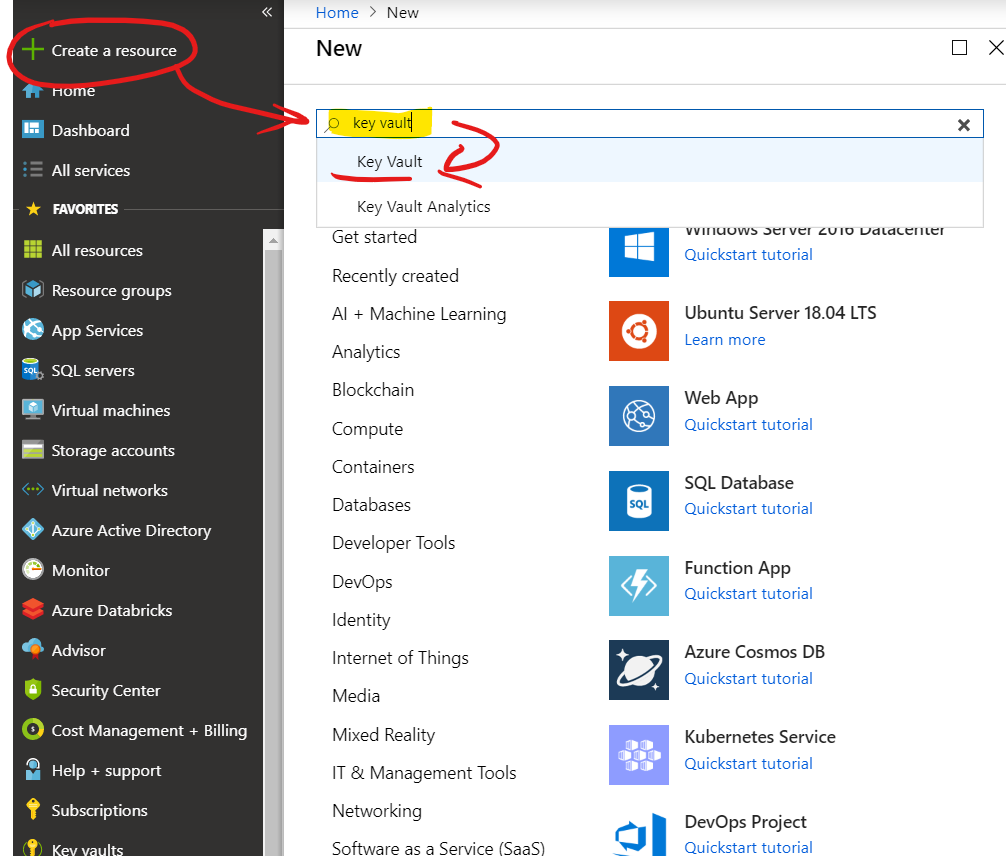 «
Create a resource
Home
Dashboard
All services
FAVORITES
All resources
Resource groups
App Services
SQL servers
Virtual machines
Storage accounts
Virtual networks
Azure Active Directory
Monitor
Azure Databricks
Advisor
Security Center
Cost Management + Billing
Help + support
Subscriptions
Key vaults
Home > New
New
key vault
Key Vault
Key Vault Analytics
Get started
Recently created
AI + Machine Learning
Analytics
Blockchain
Compute
Containers
Databases
Developer Tools
DevOps
Identity
Internet of Things
Media
Mixed Reality
IT & Management Tools
Networking
Software as a Service (SaaS)
Windows Server 2016 Datacenter
Quickstart tutorial
Ubuntu Server 18.04 LTS
Learn more
Web App
Quickstart tutorial
SQL
SQL Database
Quickstart tutorial
Function App
Quickstart tutorial
Azure Cosmos DB
Quickstart tutorial
Kubernetes Service
Quickstart tutorial
DevOps Project
Quickstart tutorial